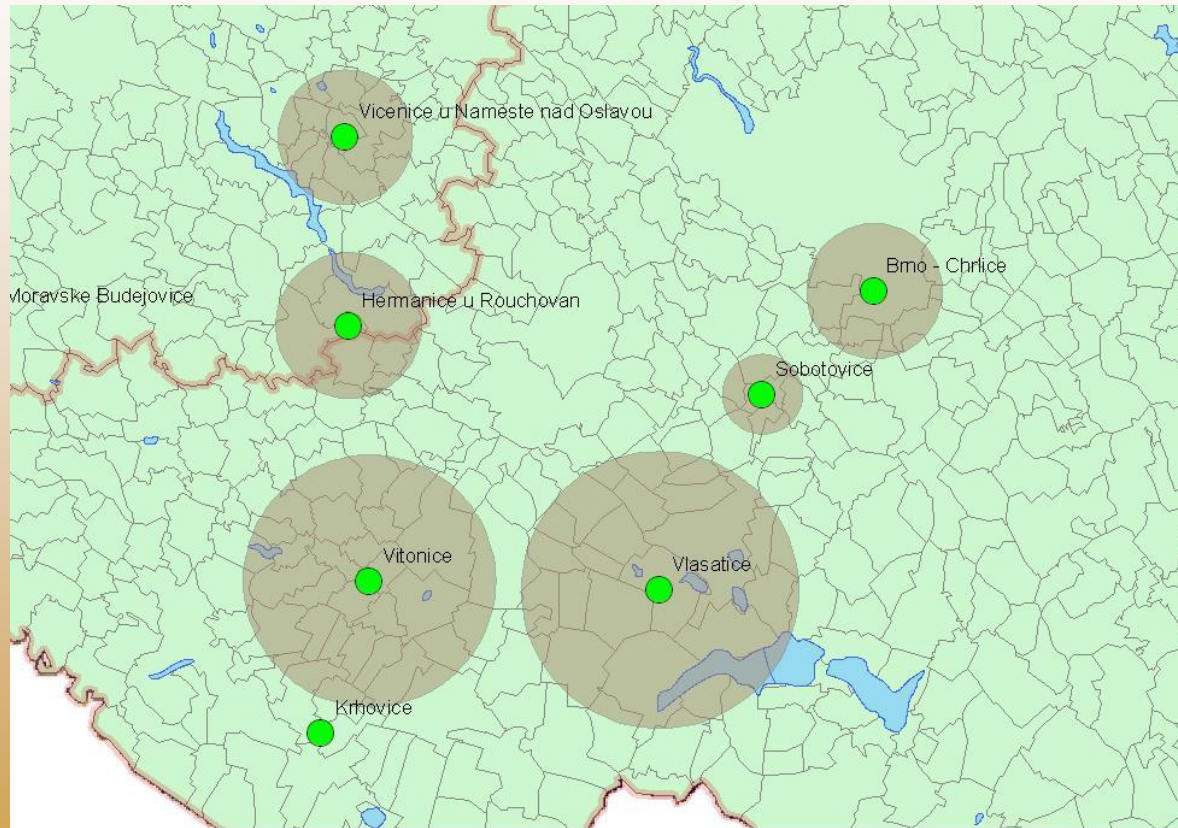 Vicenice u Nameste nad Oslavou
Brno - Chrlice
Moravske Budejovice
Hermanice u Rouchovan
Sobotovice
Vitonice
Vlasatice
Krhovice